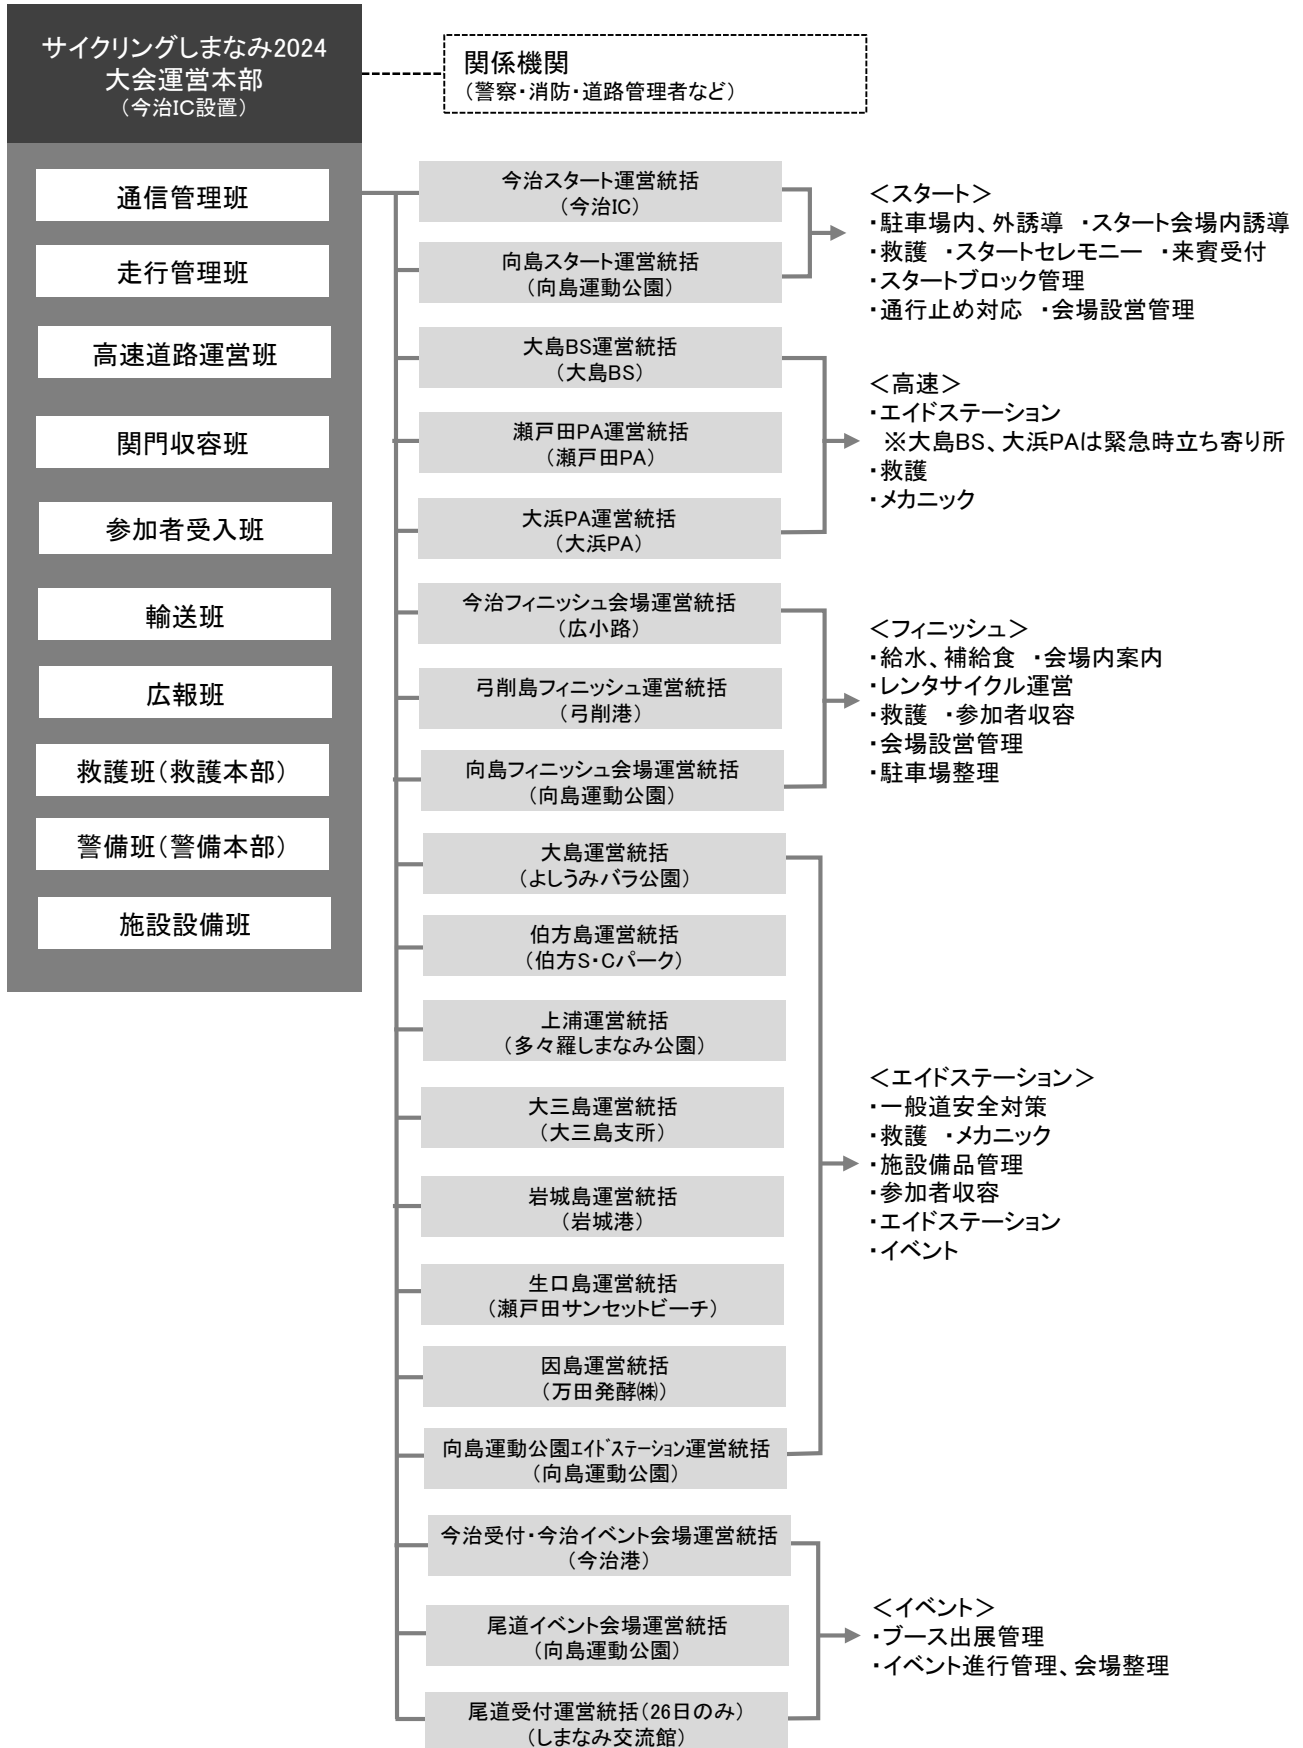 サイクリングしまなみ2024
大会運営本部
（今治IC設置）
関係機関
（警察・消防・道路管理者など）
通信管理班
走行管理班
高速道路運営班
関門収容班
参加者受入班
輸送班
広報班
救護班（救護本部）
警備班（警備本部）
施設設備班
今治スタート運営統括
（今治IC）
向島スタート運営統括
（向島運動公園）
大島BS運営統括
（大島BS）
瀬戸田PA運営統括
（瀬戸田PA）
大浜PA運営統括
（大浜PA）
今治フィニッシュ会場運営統括
（広小路）
弓削島フィニッシュ運営統括
（弓削港）
向島フィニッシュ会場運営統括
（向島運動公園）
大島運営統括
（よしうみバラ公園）
伯方島運営統括
（伯方S・Cパーク）
上浦運営統括
（多々羅しまなみ公園）
大三島運営統括
（大三島支所）
岩城島運営統括
（岩城港）
生口島運営統括
（瀬戸田サンセットビーチ）
因島運営統括
（万田発酵㈱）
向島運動公園ｴｲﾄﾞｽﾃｰｼｮﾝ運営統括
（向島運動公園）
今治受付・今治イベント会場運営統括
（今治港）
尾道イベント会場運営統括
（向島運動公園）
尾道受付運営統括（26日のみ）
（しまなみ交流館）
＜スタート＞
・駐車場内、外誘導　・スタート会場内誘導
・救護　・スタートセレモニー　・来賓受付
・スタートブロック管理
・通行止め対応　・会場設営管理
＜高速＞
・エイドステーション
※大島BS、大浜PAは緊急時立ち寄り所
・救護
・メカニック
＜フィニッシュ＞
・給水、補給食　・会場内案内
・レンタサイクル運営
・救護　・参加者収容
・会場設営管理
・駐車場整理
＜エイドステーション＞
・一般道安全対策
・救護　・メカニック
・施設備品管理
・参加者収容
・エイドステーション
・イベント
＜イベント＞
・ブース出展管理
・イベント進行管理、会場整理